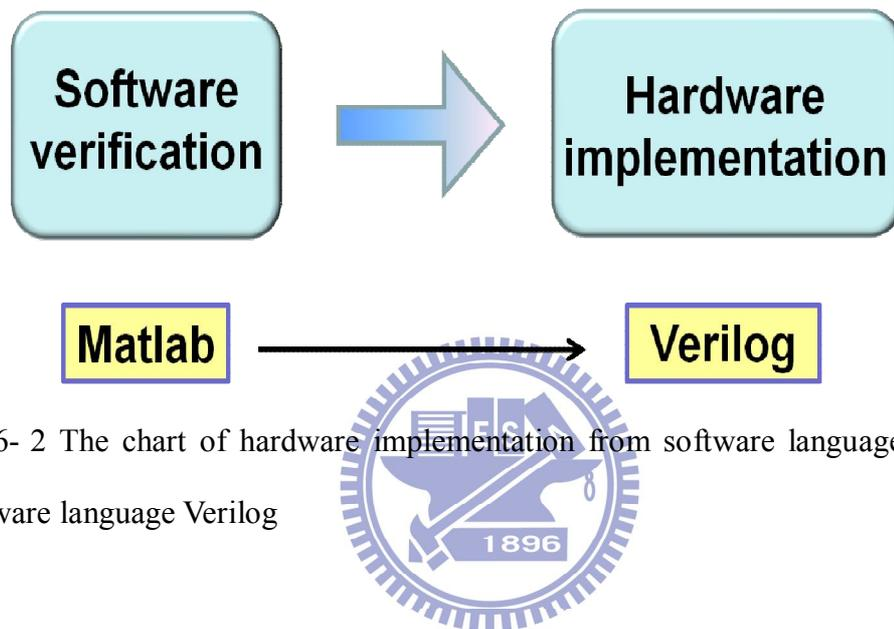 Software
verification
Hardware
implementation
Matlab
Verilog
6- 2 The chart of hardware implementation from software language
ware language Verilog
ES
1896